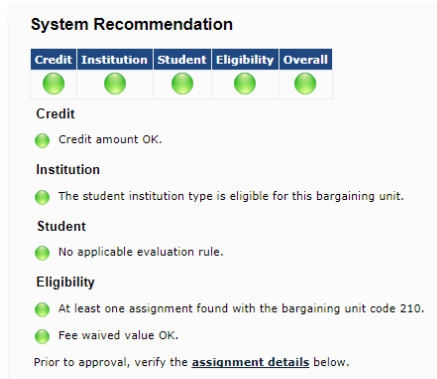 System Recommendation
Credit Institution Student Eligibility Overall
Credit
Credit amount OK.
Institution
The student institution type is eligible for this bargaining unit.
Student
No applicable evaluation rule.
Eligibility
At least one assignment found with the bargaining unit code 210.
Fee waived value OK.
Prior to approval, verify the assignment details below.